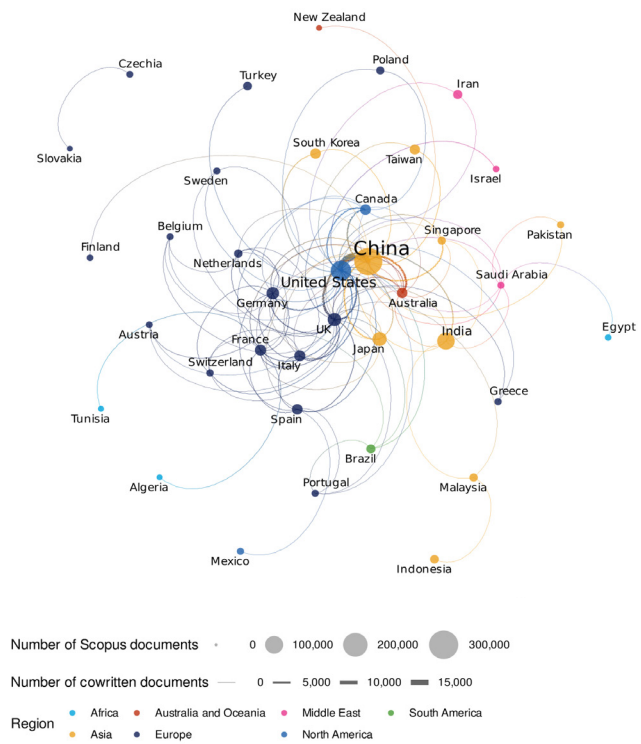 New Zealand
Czechia
Poland
Turkey
Iran
South Korea
Taiwan
Slovakia
Israel
Sweden
Canada
Belgium
Singapore
Pakistan
Finland
Netherlands
China
Saudi Arabia
United States
Germany
Australia
Egypt
Austria
UK
India
France
Japan
Switzerland
Italy
Greece
Tunisia
Spain
Brazil
Algeria
Portugal
Malaysia
Mexico
Indonesia
Number of Scopus documents 0 100,000 200,000 300,000
Number of cowritten documents 0 5,000 10,000 15,000
Region
Africa Australia and Oceania Middle East South America
Asia Europe North America